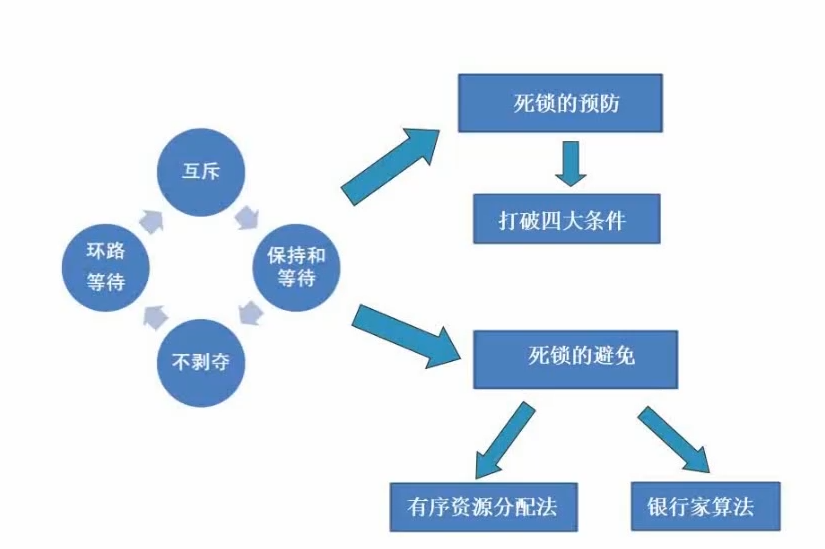 互斥
保持和
等待
不剥夺
环路
等待
死锁的预防
打破四大条件
死锁的避免
有序资源分配法
银行家算法